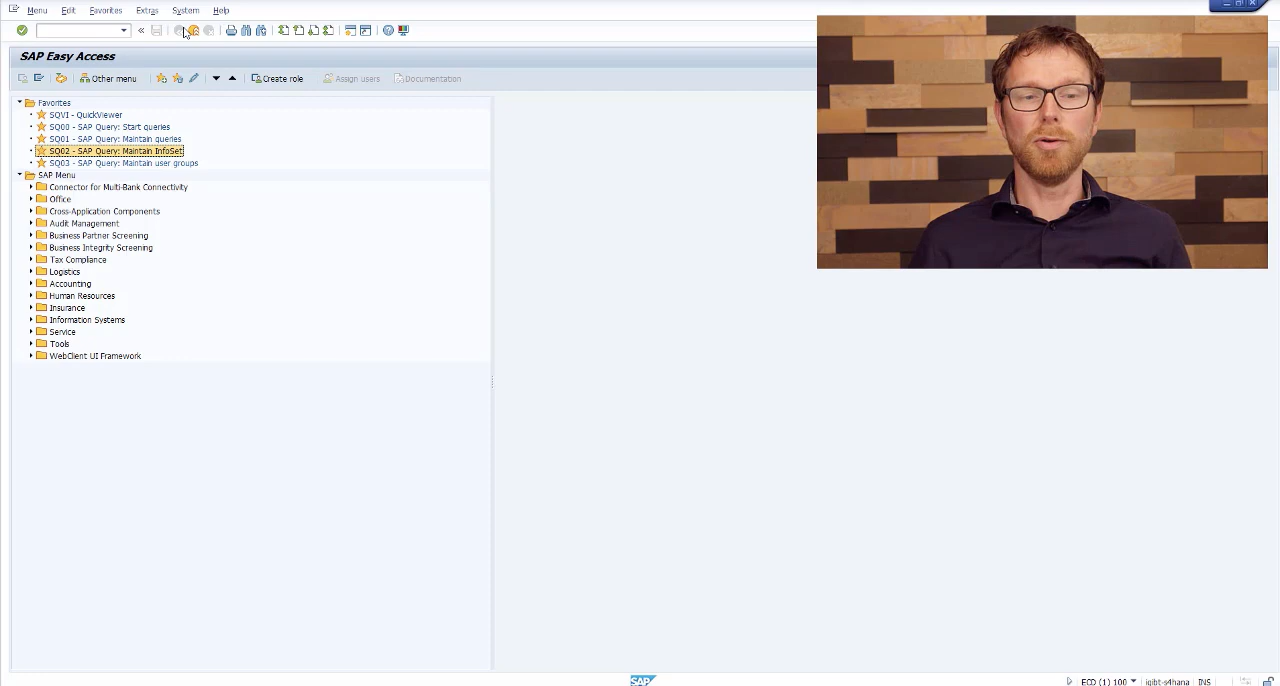 Menu Edit Favorites Extras System Help
SAP Easy Access
Other menu Create role Assign users Documentation
Favorites
SQVI - QuickViewer
SQ00 - SAP Query: Start queries
SQ01 - SAP Query: Maintain queries
SQ02 - SAP Query: Maintain InfoSet
SQ03 - SAP Query: Maintain user groups
SAP Menu
Connector for Multi-Bank Connectivity
Office
Cross-Application Components
Audit Management
Business Partner Screening
Business Integrity Screening
Tax Compliance
Logistics
Accounting
Human Resources
Insurance
Information Systems
Service
Tools
WebClient UI Framework
SAP ECD (1) 100 iqibt-s4hana INS